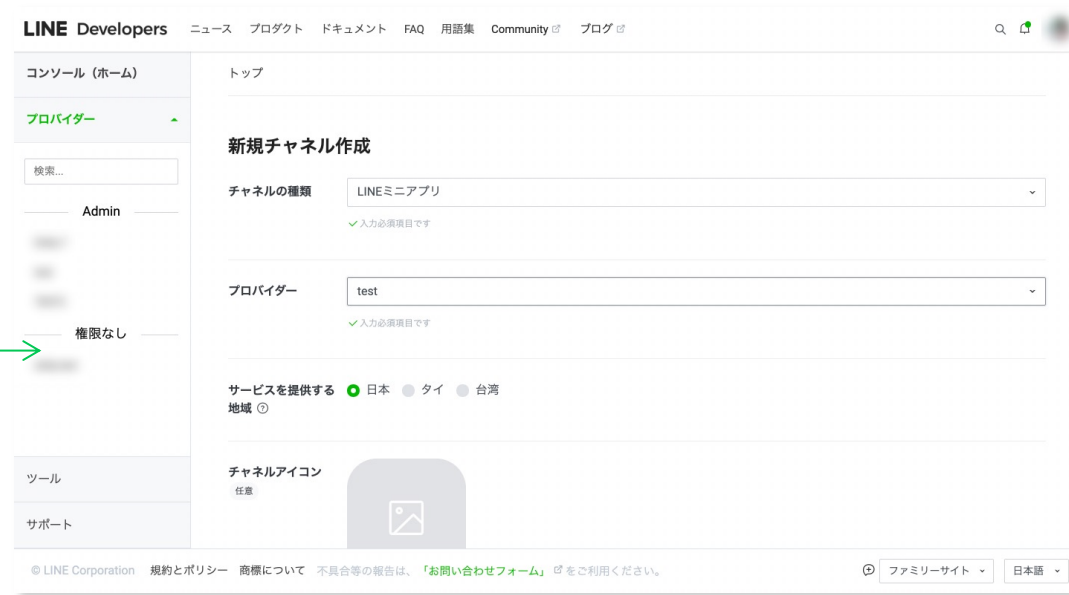 LINE Developers ニュース プロダクト ドキュメント FAQ 用語集 Community ブログ
コンソール（ホーム）
プロバイダー
検索...
Admin
権限なし
ツール
サポート
トップ
新規チャネル作成
チャネルの種類 LINEミニアプリ
入力必須項目です
プロバイダー test
入力必須項目です
サービスを提供する
地域 日本 タイ 台湾
チャネルアイコン
任意
© LINE Corporation 規約とポリシー 商標について 不具合等の報告は、「お問い合わせフォーム」をご利用ください。 ファミリーサイト 日本語